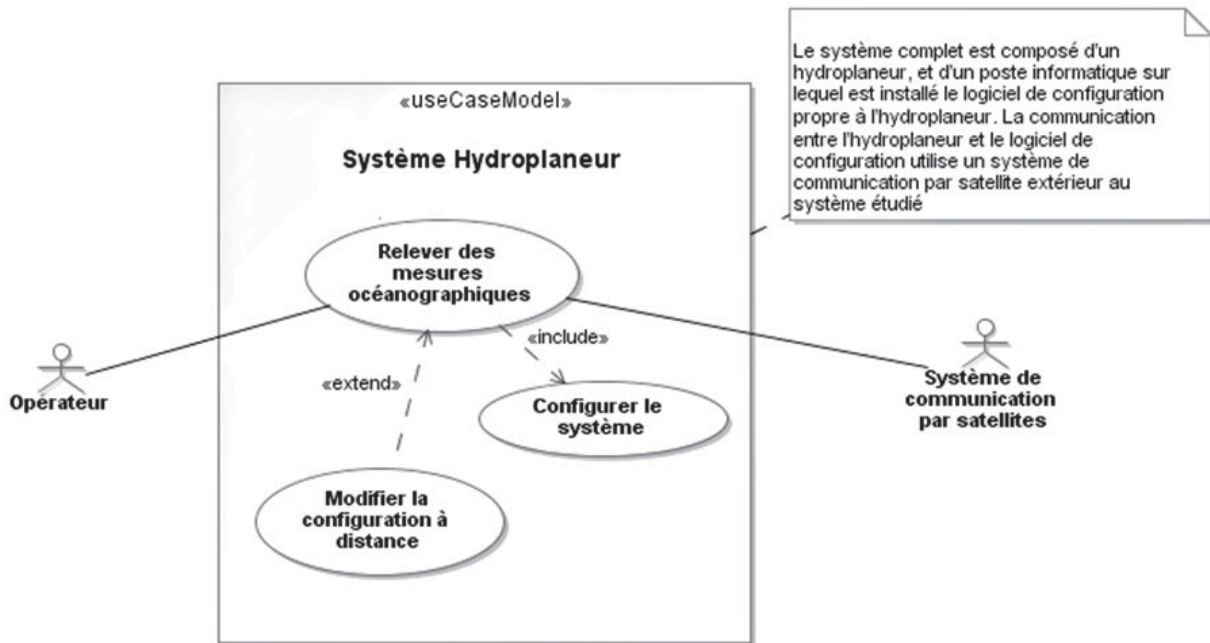 Le système complet est composé d'un
hydroplaneur, et d'un poste informatique sur
lequel est installé le logiciel de configuration
propre à l'hydroplaneur. La communication
entre l'hydroplaneur et le logiciel de
configuration utilise un système de
communication par satellite extérieur au
système étudié
«useCaseModel»
Système Hydroplaneur
Relever des
mesures
océanographiques
«include»
«extend»
Opérateur
Configurer le
système
Système de
communication
par satellites
Modifier la
configuration à
distance